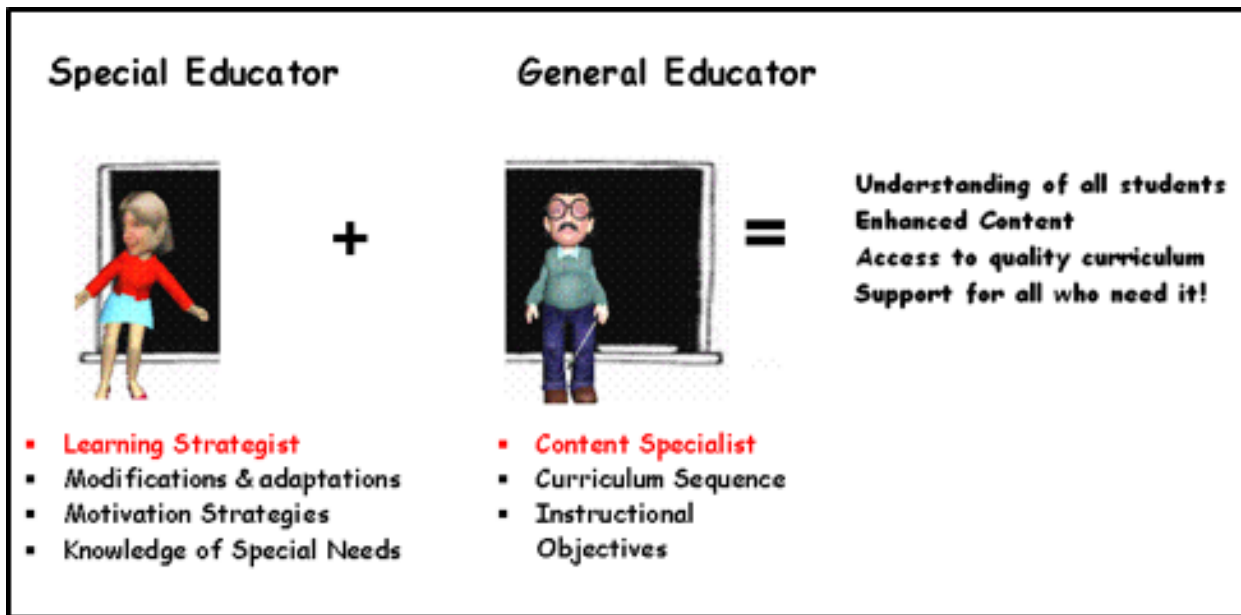 Special Educator
General Educator
+
=
Understanding of all students
Enhanced Content
Access to quality curriculum
Support for all who need it!
▪ Learning Strategist
▪ Modifications & adaptations
▪ Motivation Strategies
▪ Knowledge of Special Needs
▪ Content Specialist
▪ Curriculum Sequence
▪ Instructional
Objectives